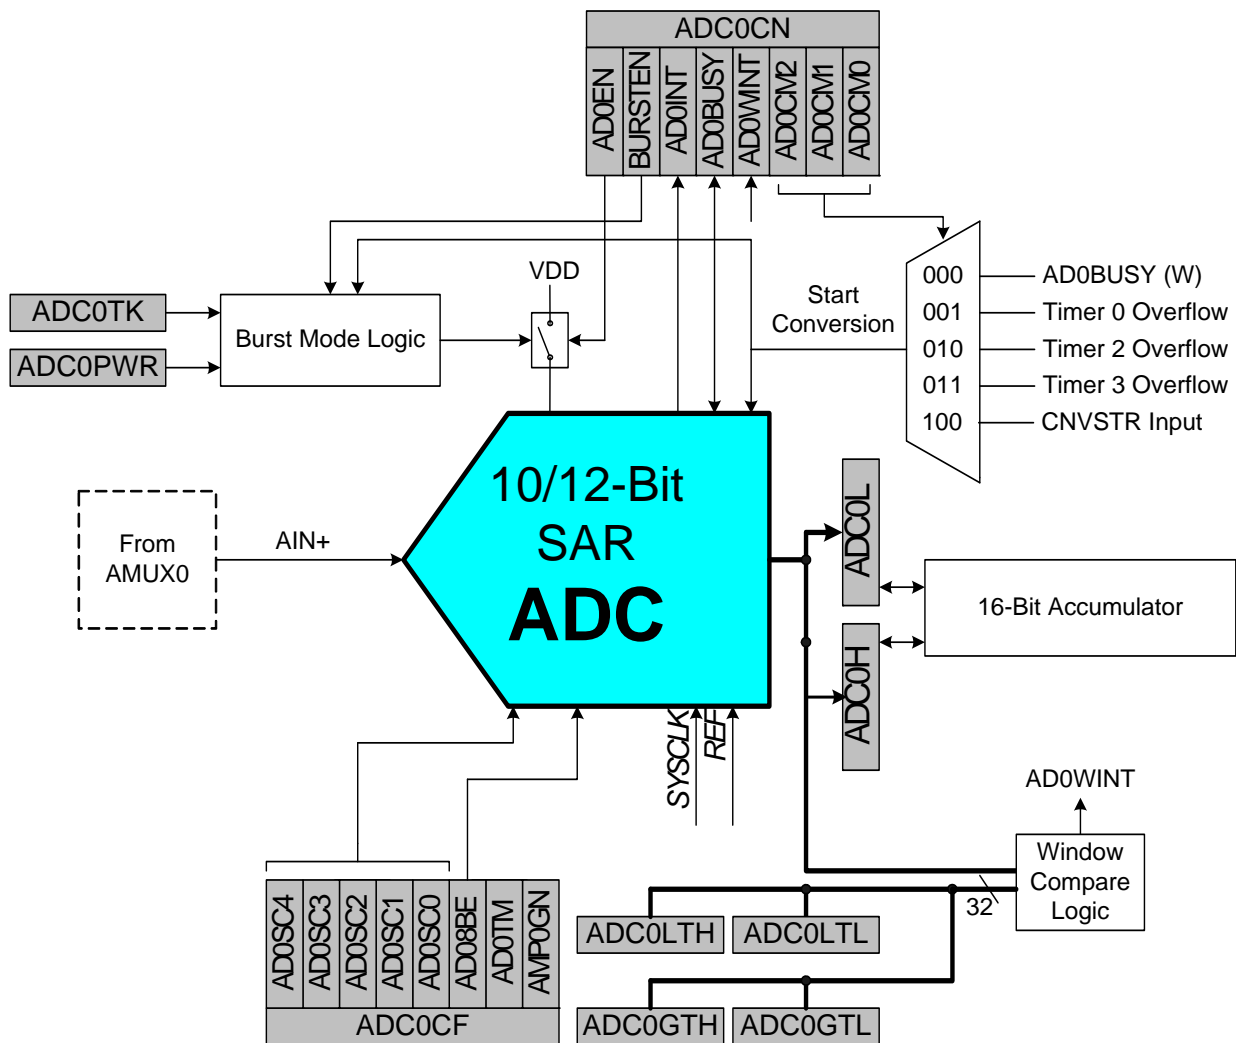 ADC0CN
AD0EN
BURSTEN
AD0INT
AD0BUSY
AD0WINT
AD0CM2
AD0CM1
AD0CM0
VDD
ADC0TK
ADC0PWR
Burst Mode Logic
Start
Conversion
000
001
010
011
100
AD0BUSY (W)
Timer 0 Overflow
Timer 2 Overflow
Timer 3 Overflow
CNVSTR Input
From
AMUX0
AIN+
10/12-Bit
SAR
ADC
ADC0L
ADC0H
16-Bit Accumulator
SYSCLK
REF
AD0WINT
Window
Compare
Logic
32
AD0SC4
AD0SC3
AD0SC2
AD0SC1
AD0SC0
AD08BE
AD0TM
AMP0GN
ADC0CF
ADC0LTH
ADC0LTL
ADC0GTH
ADC0GTL